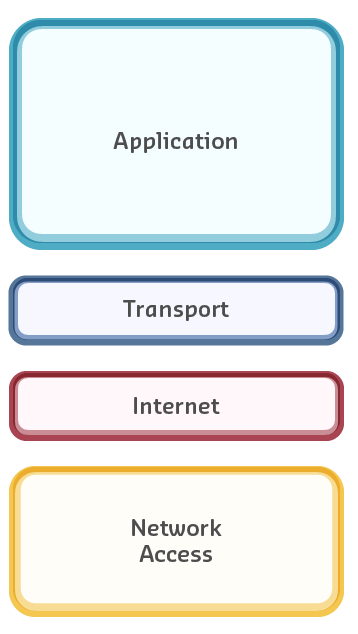 Application
Transport
Internet
Network
Access